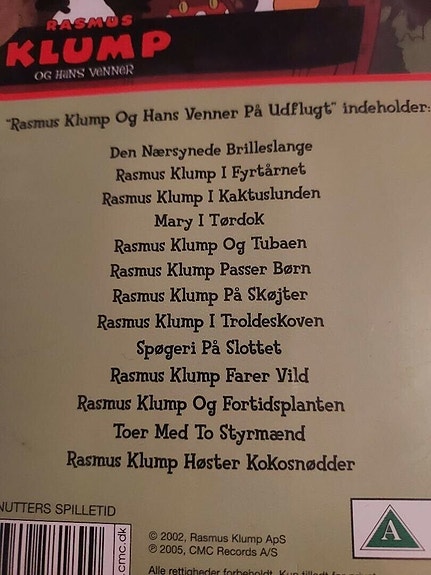 RASMUS
KLUMP
OG HANS VENNER
"Rasmus Klump Og Hans Venner På Udflugt" indeholder:
Den Nærsynede Brilleslange
Rasmus Klump I Fyrtårnet
Rasmus Klump I Kaktuslunden
Mary I Tørdok
Rasmus Klump Og Tubaen
Rasmus Klump Passer Børn
Rasmus Klump På Skøjter
Rasmus Klump I TroldeSkoven
Spøgeri På Slottet
Rasmus Klump Farer Vild
Rasmus Klump Og Fortidsplanten
Toer Med To Styrmænd
Rasmus Klump Høster Kokosnødder
NUTTERS SPILLETID
cmc.dk
© 2002, Rasmus Klump ApS
℗ 2005, CMC Records A/S
Alle rettigheder forbeholdt. Kun tilladt for
A